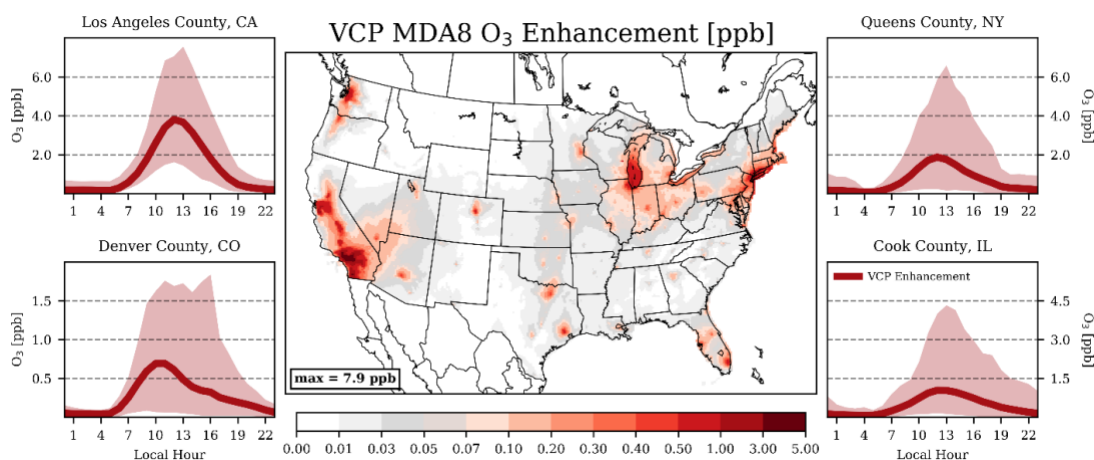 Los Angeles County, CA
O₃ [ppb]
6.0
4.0
2.0
1 4 7 10 13 16 19 22
Denver County, CO
O₃ [ppb]
1.5
1.0
0.5
1 4 7 10 13 16 19 22
Local Hour
VCP MDA8 O₃ Enhancement [ppb]
max = 7.9 ppb
0.00 0.01 0.03 0.05 0.07 0.10 0.20 0.30 0.40 0.50 1.00 3.00 5.00
Queens County, NY
6.0
4.0
2.0
O₃ [ppb]
1 4 7 10 13 16 19 22
Cook County, IL
VCP Enhancement
4.5
3.0
1.5
O₃ [ppb]
1 4 7 10 13 16 19 22
Local Hour